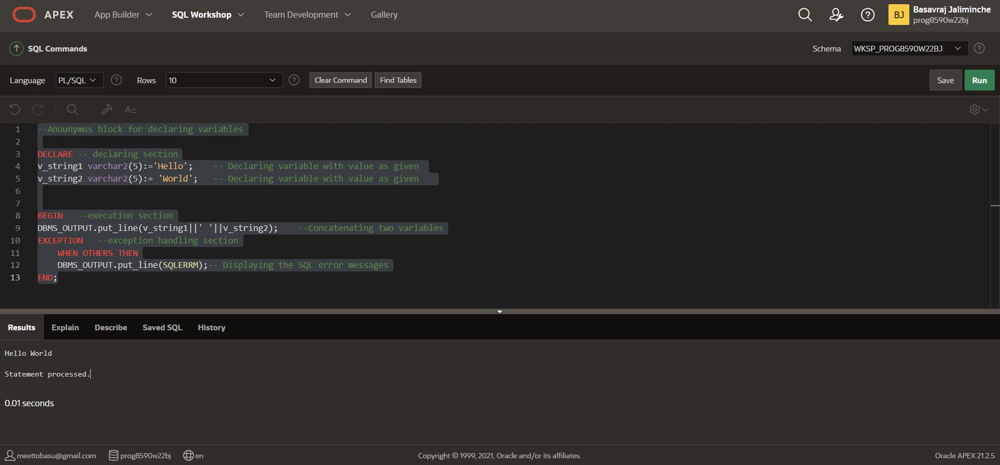 APEX App Builder SQL Workshop Team Development Gallery BJ Basavraj Jaliminche
prog8590w22bj
SQL Commands Schema WKSP_PROG8590W22BJ
Language PL/SQL Rows 10 Clear Command Find Tables Save Run
A::
1 --Anounymus block for declaring variables
2
3 DECLARE -- declaring section
4 v_string1 varchar2(5):='Hello';    -- Declaring variable with value as given
5 v_string2 varchar2(5):= 'World';   -- Declaring variable with value as given
6
7
8 BEGIN   --execution section
9 DBMS_OUTPUT.put_line(v_string1||' '||v_string2);    --Concatenating two variables
10 EXCEPTION   --exception handling section
11     WHEN OTHERS THEN
12     DBMS_OUTPUT.put_line(SQLERRM);-- Displaying the SQL error messages
13 END;
Results Explain Describe Saved SQL History
Hello World
Statement processed.
0.01 seconds
meettobasu@gmail.com prog8590w22bj en Copyright © 1999, 2021, Oracle and/or its affiliates. Oracle APEX 21.2.5